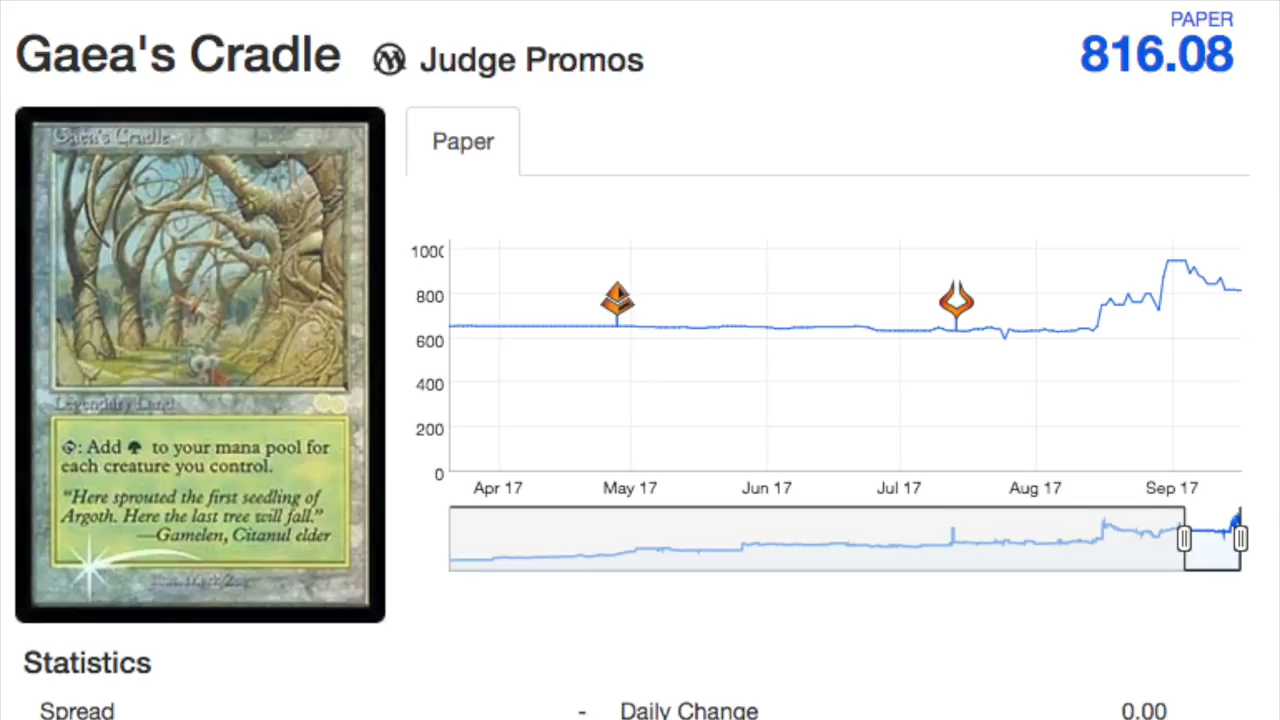 Gaea's Cradle
Judge Promos
PAPER
816.08
Gaea's Cradle
Legendary Land
: Add to your mana pool for
each creature you control.
"Here sprouted the first seedling of
Argoth. Here the last tree will fall."
—Gamelen, Citanul elder
Paper
1000
800
600
400
200
0
Apr 17
May 17
Jun 17
Jul 17
Aug 17
Sep 17
Statistics
Spread
-
Daily Change
0.00